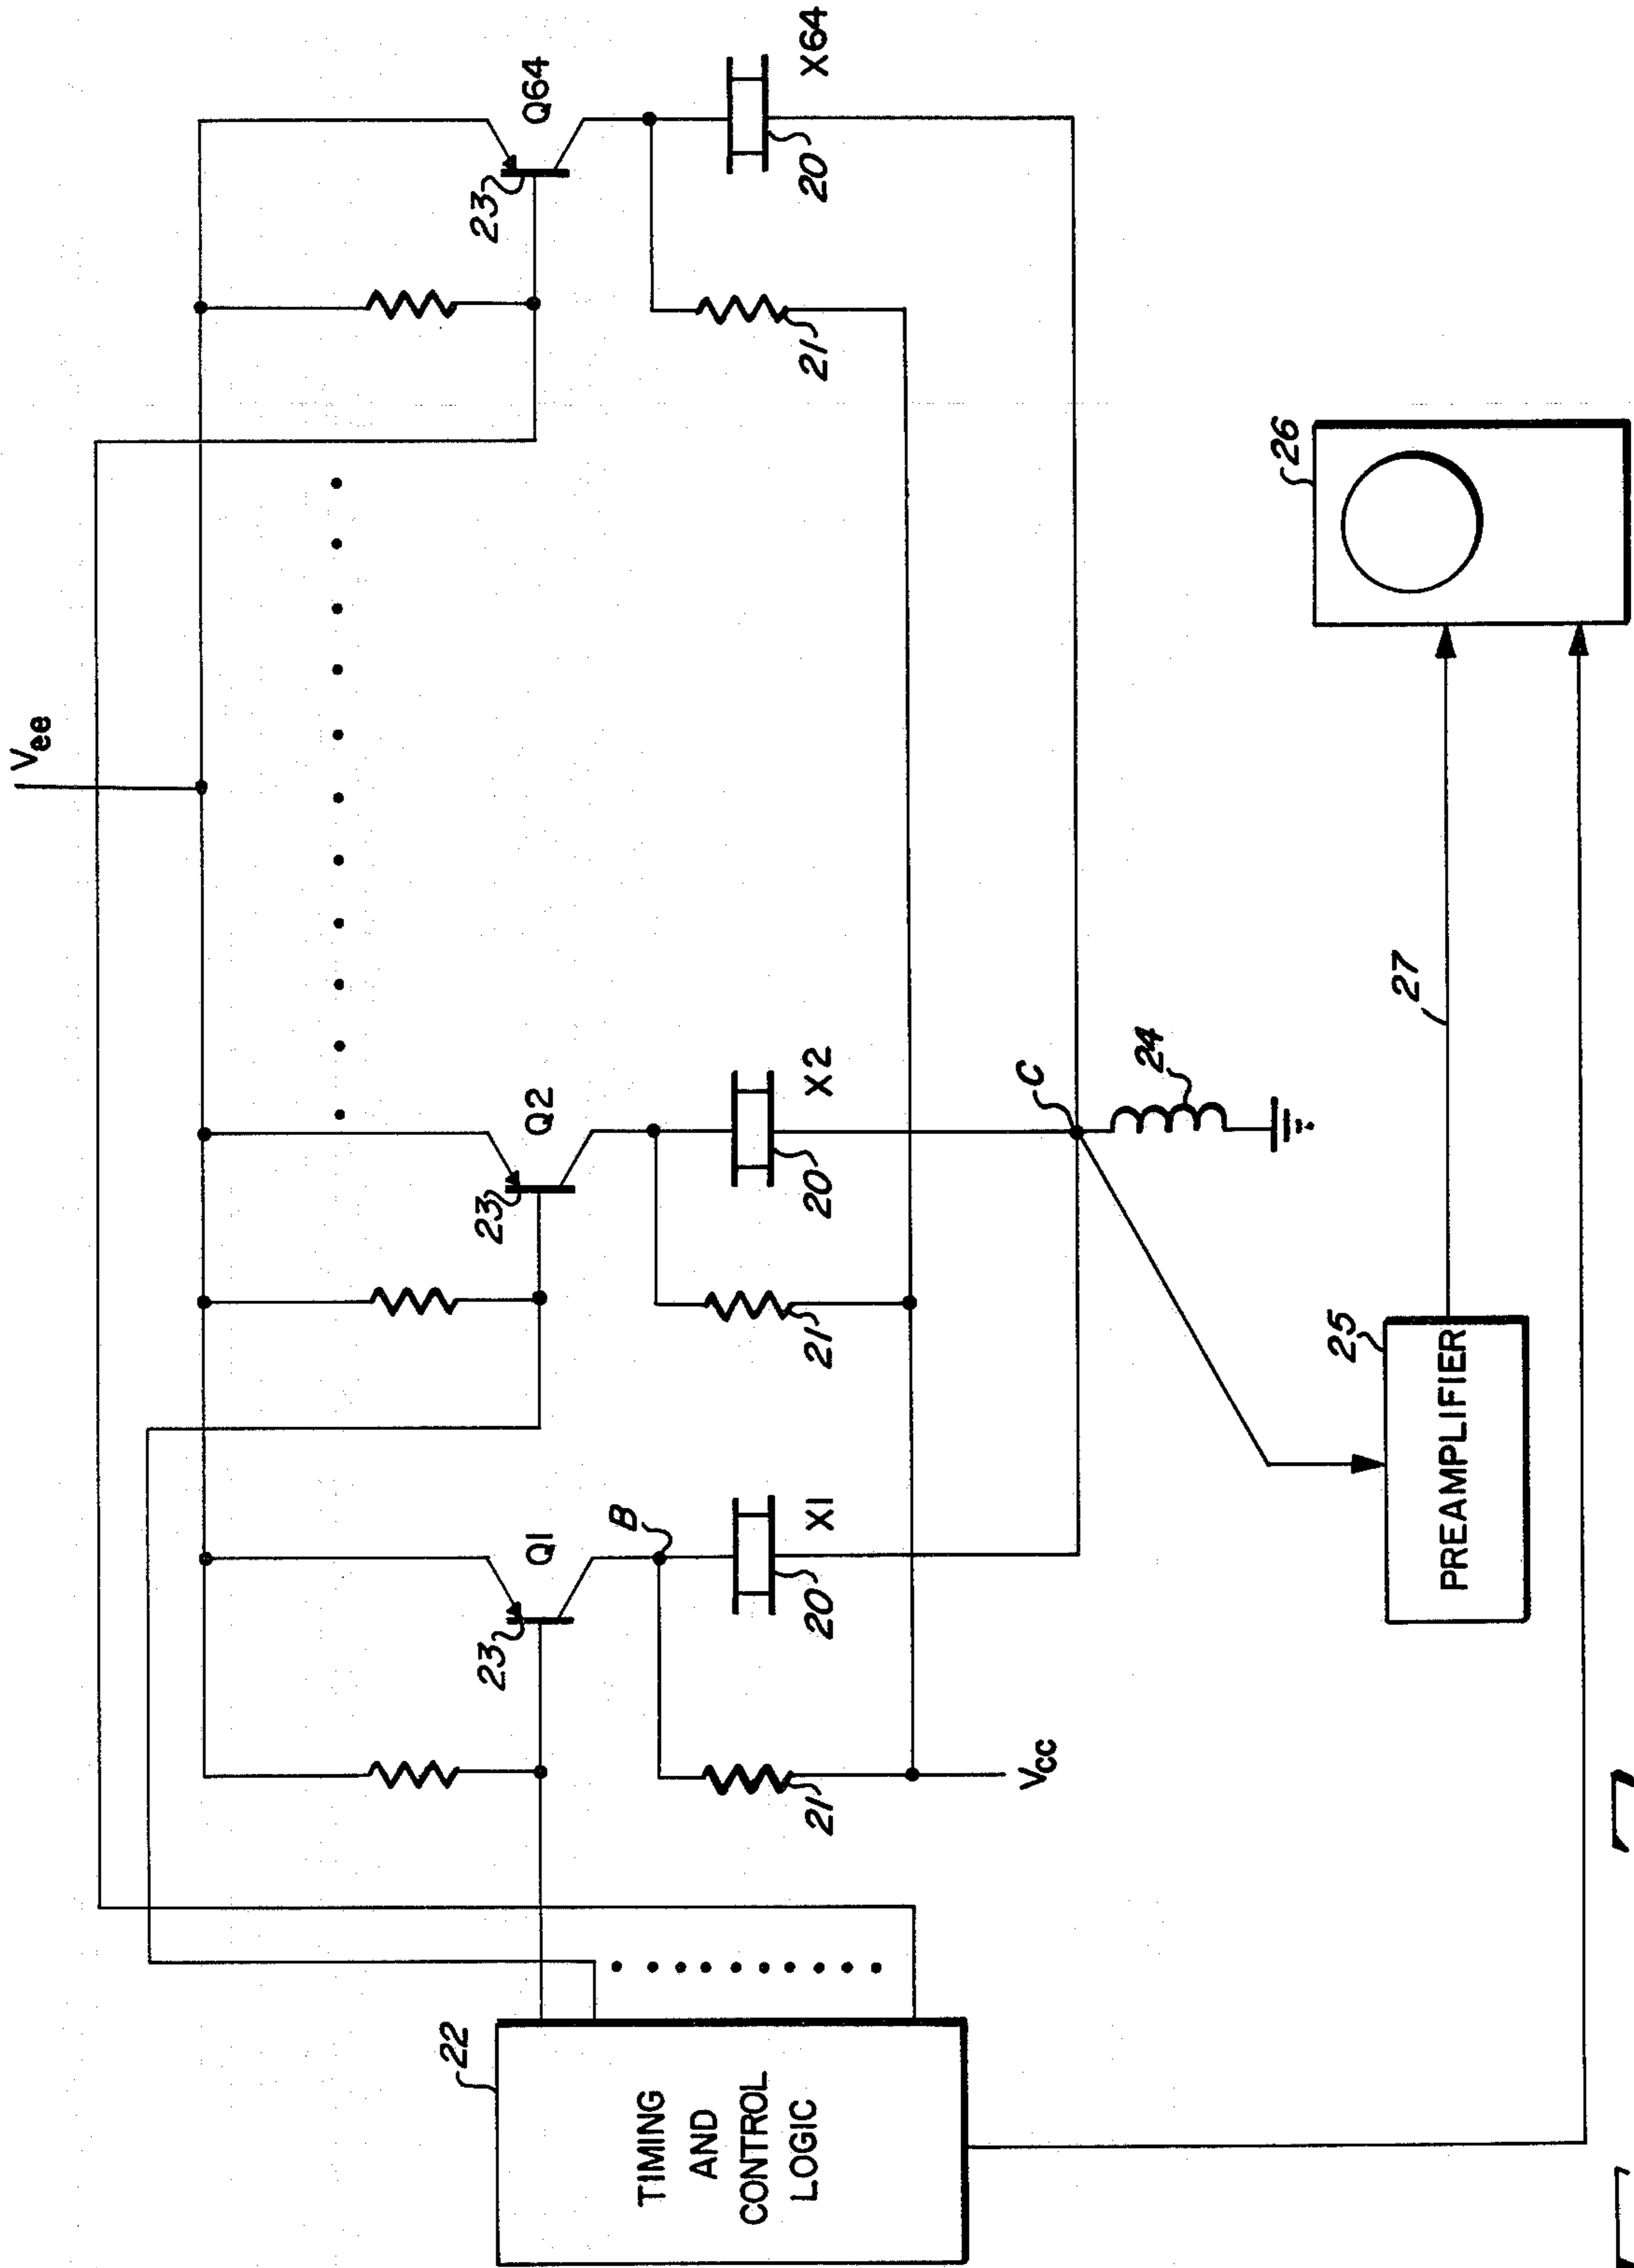 Vee
Q1
Q2
Q64
23
23
23
B
X1
X2
X64
20
20
20
21
21
21
Vcc
C
24
22
TIMING
AND
CONTROL
LOGIC
25
PREAMPLIFIER
27
26